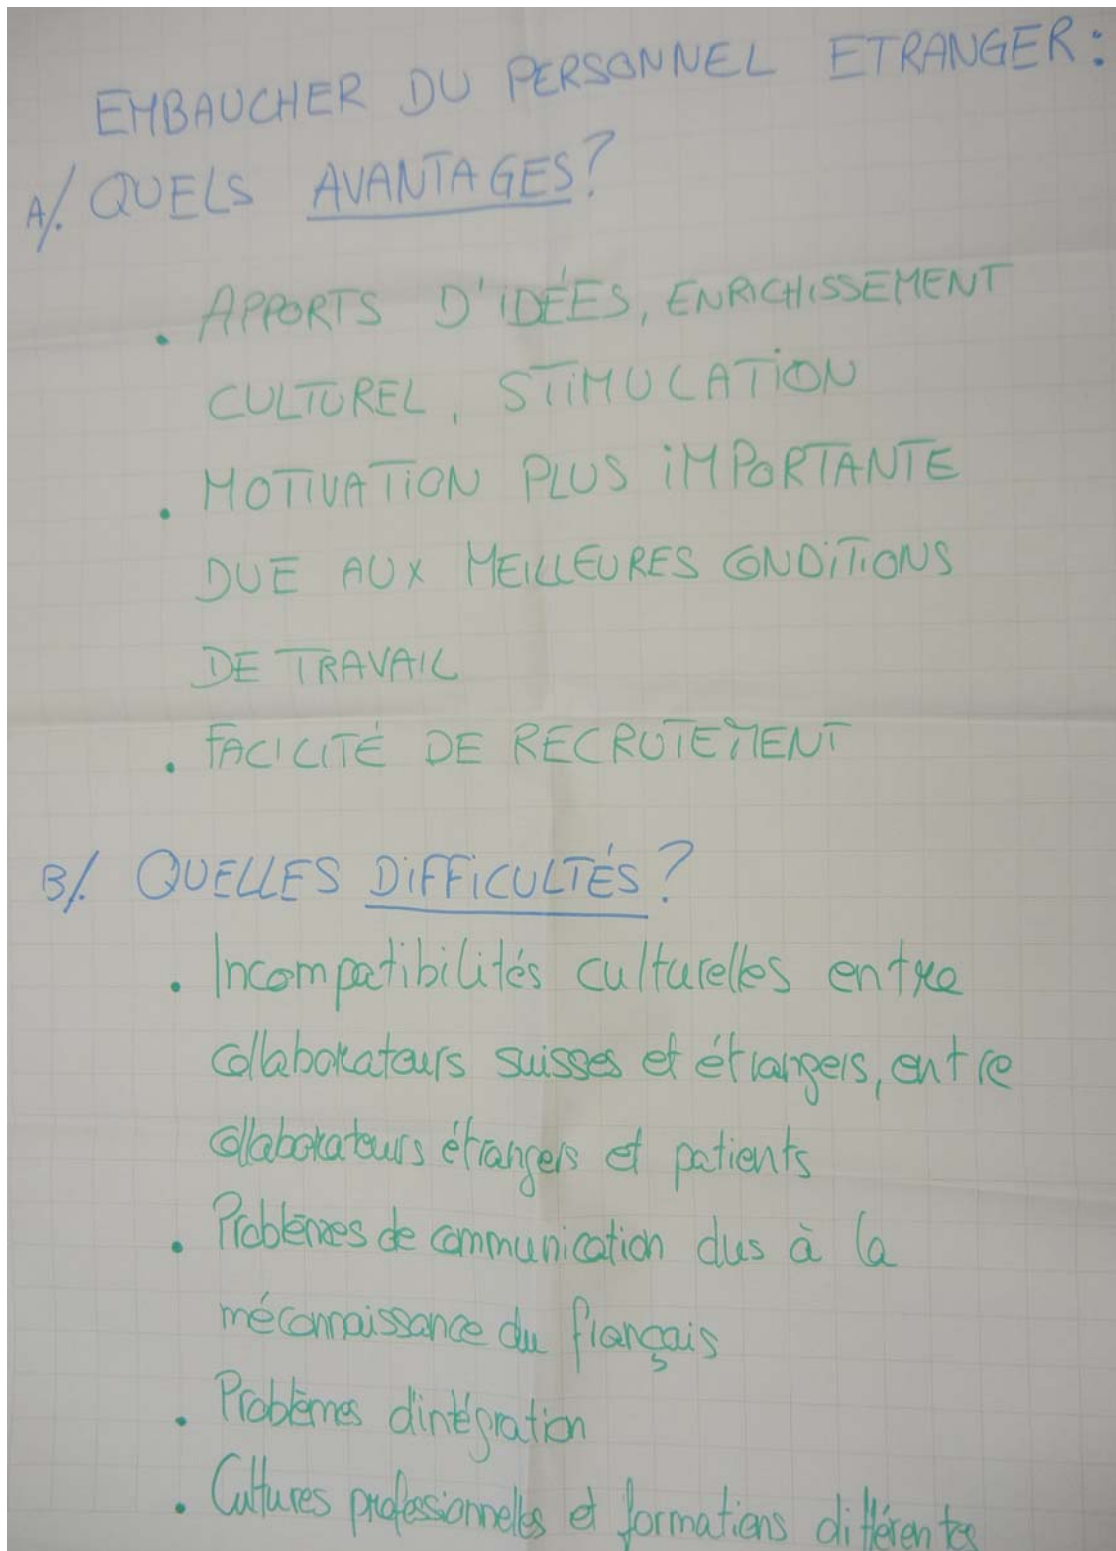 EMBAUCHER DU PERSONNEL ETRANGER :
A/. QUELS AVANTAGES ?
. APPORTS D'IDÉES, ENRICHISSEMENT
CULTUREL, STIMULATION
. MOTIVATION PLUS IMPORTANTE
DUE AUX MEILLEURES CONDITIONS
DE TRAVAIL
. FACILITÉ DE RECRUTEMENT
B/. QUELLES DIFFICULTÉS ?
. Incompatibilités culturelles entre
collaborateurs suisses et étrangers, entre
collaborateurs étrangers et patients
. Problèmes de communication dus à la
méconnaissance du français
. Problèmes d'intégration
. Cultures professionnelles et formations différentes